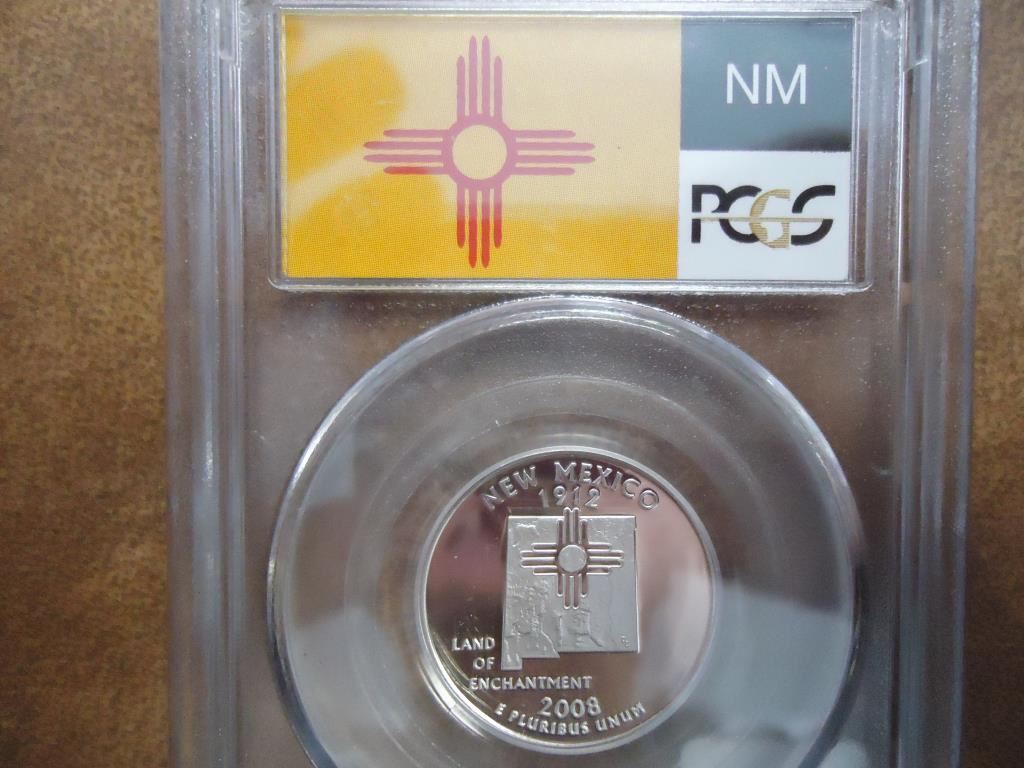 NM
PCGS
NEW MEXICO
1912
LAND
OF
ENCHANTMENT
2008
E PLURIBUS UNUM